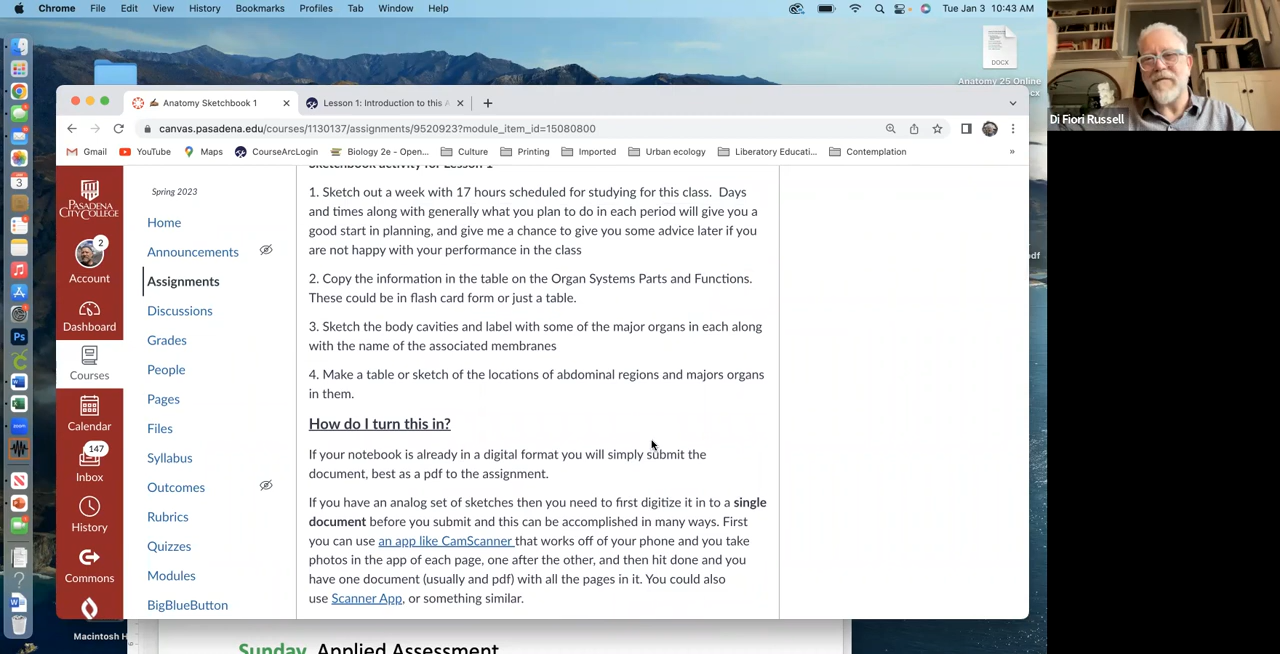 Chrome File Edit View History Bookmarks Profiles Tab Window Help Tue Jan 3 10:43 AM
DOCX
Anatomy 25 Online
Di Fiori Russell
Anatomy Sketchbook 1
Lesson 1: Introduction to this A
canvas.pasadena.edu/courses/1130137/assignments/9520923?module_item_id=15080800
Gmail YouTube Maps CourseArcLogin Biology 2e - Open... Culture Printing Imported Urban ecology Liberatory Educati... Contemplation »
PASADENA
CITY COLLEGE
2
Account
Dashboard
Courses
Calendar
147
Inbox
History
Commons
Spring 2023
Home
Announcements
Assignments
Discussions
Grades
People
Pages
Files
Syllabus
Outcomes
Rubrics
Quizzes
Modules
BigBlueButton
Sketchbook activity for Lesson 1
1. Sketch out a week with 17 hours scheduled for studying for this class. Days
and times along with generally what you plan to do in each period will give you a
good start in planning, and give me a chance to give you some advice later if you
are not happy with your performance in the class
2. Copy the information in the table on the Organ Systems Parts and Functions.
These could be in flash card form or just a table.
3. Sketch the body cavities and label with some of the major organs in each along
with the name of the associated membranes
4. Make a table or sketch of the locations of abdominal regions and majors organs
in them.
How do I turn this in?
If your notebook is already in a digital format you will simply submit the
document, best as a pdf to the assignment.
If you have an analog set of sketches then you need to first digitize it in to a single
document before you submit and this can be accomplished in many ways. First
you can use an app like CamScanner that works off of your phone and you take
photos in the app of each page, one after the other, and then hit done and you
have one document (usually and pdf) with all the pages in it. You could also
use Scanner App, or something similar.
Macintosh H
Sunday Applied Assessment